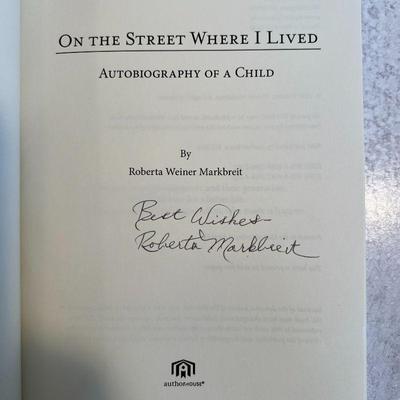 On the Street Where I Lived
Autobiography of a Child
By
Roberta Weiner Markbreit
Best Wishes
Roberta Markbreit
authorHOUSE®